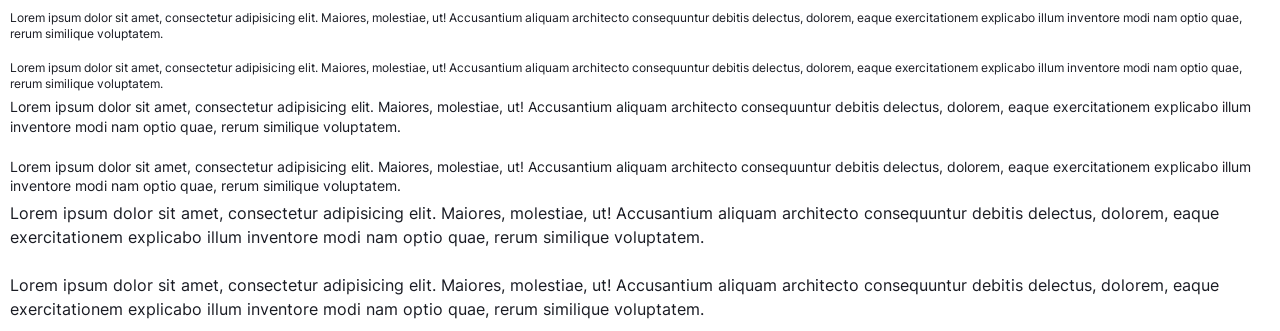 Lorem ipsum dolor sit amet, consectetur adipisicing elit. Maiores, molestiae, ut! Accusantium aliquam architecto consequuntur debitis delectus, dolorem, eaque exercitationem explicabo illum inventore modi nam optio quae,
rerum similique voluptatem.
Lorem ipsum dolor sit amet, consectetur adipisicing elit. Maiores, molestiae, ut! Accusantium aliquam architecto consequuntur debitis delectus, dolorem, eaque exercitationem explicabo illum inventore modi nam optio quae,
rerum similique voluptatem.
Lorem ipsum dolor sit amet, consectetur adipisicing elit. Maiores, molestiae, ut! Accusantium aliquam architecto consequuntur debitis delectus, dolorem, eaque exercitationem explicabo illum
inventore modi nam optio quae, rerum similique voluptatem.
Lorem ipsum dolor sit amet, consectetur adipisicing elit. Maiores, molestiae, ut! Accusantium aliquam architecto consequuntur debitis delectus, dolorem, eaque exercitationem explicabo illum
inventore modi nam optio quae, rerum similique voluptatem.
Lorem ipsum dolor sit amet, consectetur adipisicing elit. Maiores, molestiae, ut! Accusantium aliquam architecto consequuntur debitis delectus, dolorem, eaque
exercitationem explicabo illum inventore modi nam optio quae, rerum similique voluptatem.
Lorem ipsum dolor sit amet, consectetur adipisicing elit. Maiores, molestiae, ut! Accusantium aliquam architecto consequuntur debitis delectus, dolorem, eaque
exercitationem explicabo illum inventore modi nam optio quae, rerum similique voluptatem.